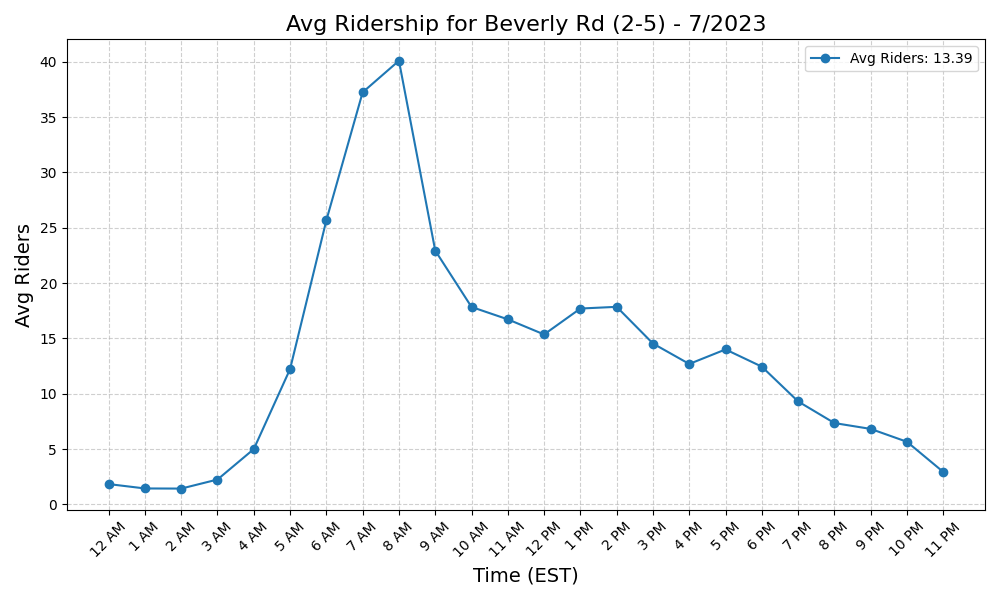 Avg Ridership for Beverly Rd (2-5) - 7/2023
Avg Riders: 13.39
Avg Riders
40
35
30
25
20
15
10
5
0
12 AM
1 AM
2 AM
3 AM
4 AM
5 AM
6 AM
7 AM
8 AM
9 AM
10 AM
11 AM
12 PM
1 PM
2 PM
3 PM
4 PM
5 PM
6 PM
7 PM
8 PM
9 PM
10 PM
11 PM
Time (EST)